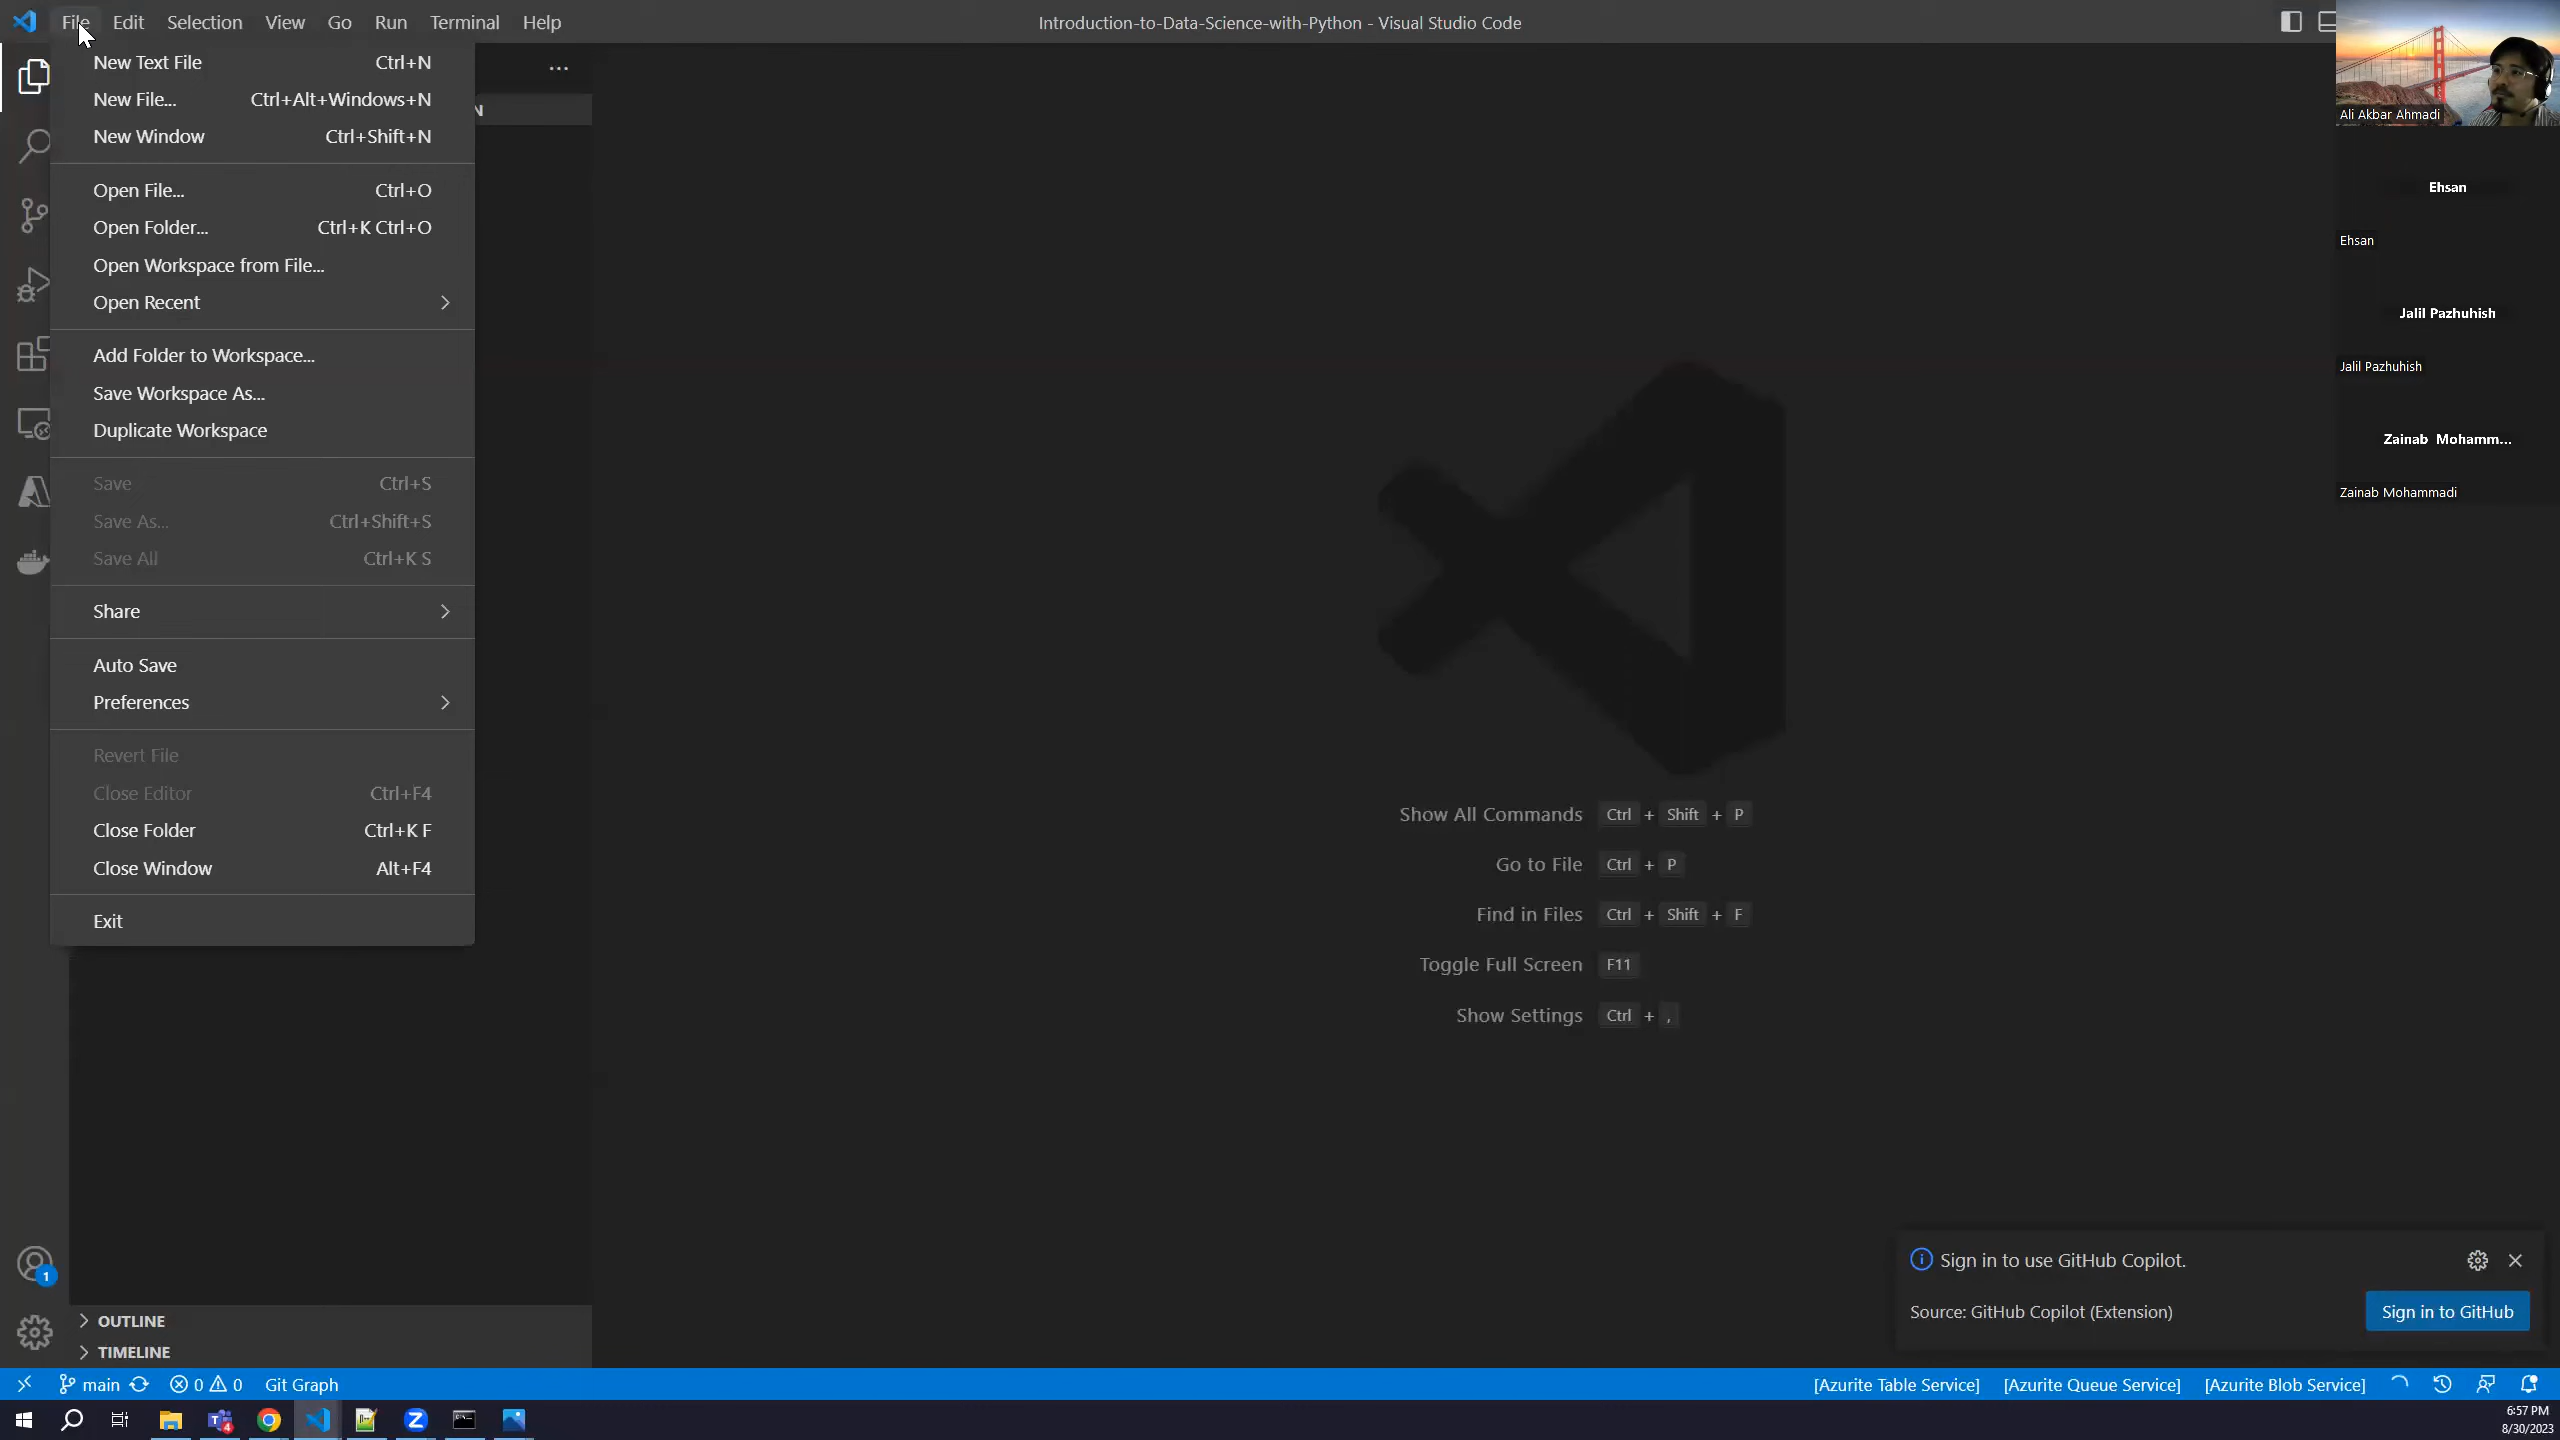 File Edit Selection View Go Run Terminal Help
Introduction-to-Data-Science-with-Python - Visual Studio Code
New Text File Ctrl+N
New File... Ctrl+Alt+Windows+N
New Window Ctrl+Shift+N
Open File... Ctrl+O
Open Folder... Ctrl+K Ctrl+O
Open Workspace from File...
Open Recent
Add Folder to Workspace...
Save Workspace As...
Duplicate Workspace
Save Ctrl+S
Save As... Ctrl+Shift+S
Save All Ctrl+K S
Share
Auto Save
Preferences
Revert File
Close Editor Ctrl+F4
Close Folder Ctrl+K F
Close Window Alt+F4
Exit
N
OUTLINE
TIMELINE
Show All Commands Ctrl + Shift + P
Go to File Ctrl + P
Find in Files Ctrl + Shift + F
Toggle Full Screen F11
Show Settings Ctrl + ,
Ali Akbar Ahmadi
Ehsan
Ehsan
Jalil Pazhuhish
Jalil Pazhuhish
Zainab Mohamm...
Zainab Mohammadi
Sign in to use GitHub Copilot.
Source: GitHub Copilot (Extension)
Sign in to GitHub
1
main 0 0 Git Graph
[Azurite Table Service] [Azurite Queue Service] [Azurite Blob Service]
4
6:57 PM
8/30/2023